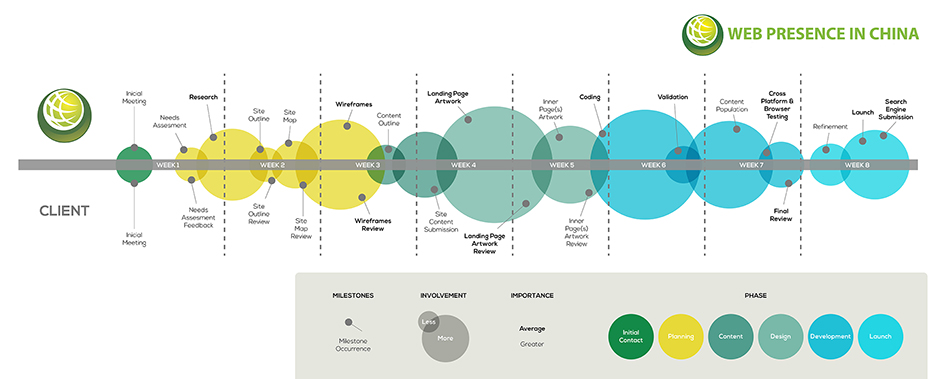 WEB PRESENCE IN CHINA
Inicial
Meeting
Needs
Assesment
Research
Site
Outline
Site
Map
Wireframes
Content
Outline
Landing Page
Artwork
Inner
Page(s)
Artwork
Coding
Validation
Content
Population
Cross
Platform &
Browser
Testing
Refinement
Launch
Search
Engine
Submission
WEEK 1
WEEK 2
WEEK 3
WEEK 4
WEEK 5
WEEK 6
WEEK 7
WEEK 8
CLIENT
Inicial
Meeting
Needs
Assesment
Feedback
Site
Outline
Review
Site
Map
Review
Wireframes
Review
Site
Content
Submission
Landing Page
Artwork
Review
Inner
Page(s)
Artwork
Review
Final
Review
MILESTONES
INVOLVEMENT
IMPORTANCE
PHASE
Milestone
Occurrence
Less
More
Average
Greater
Initial
Contact
Planning
Content
Design
Development
Launch